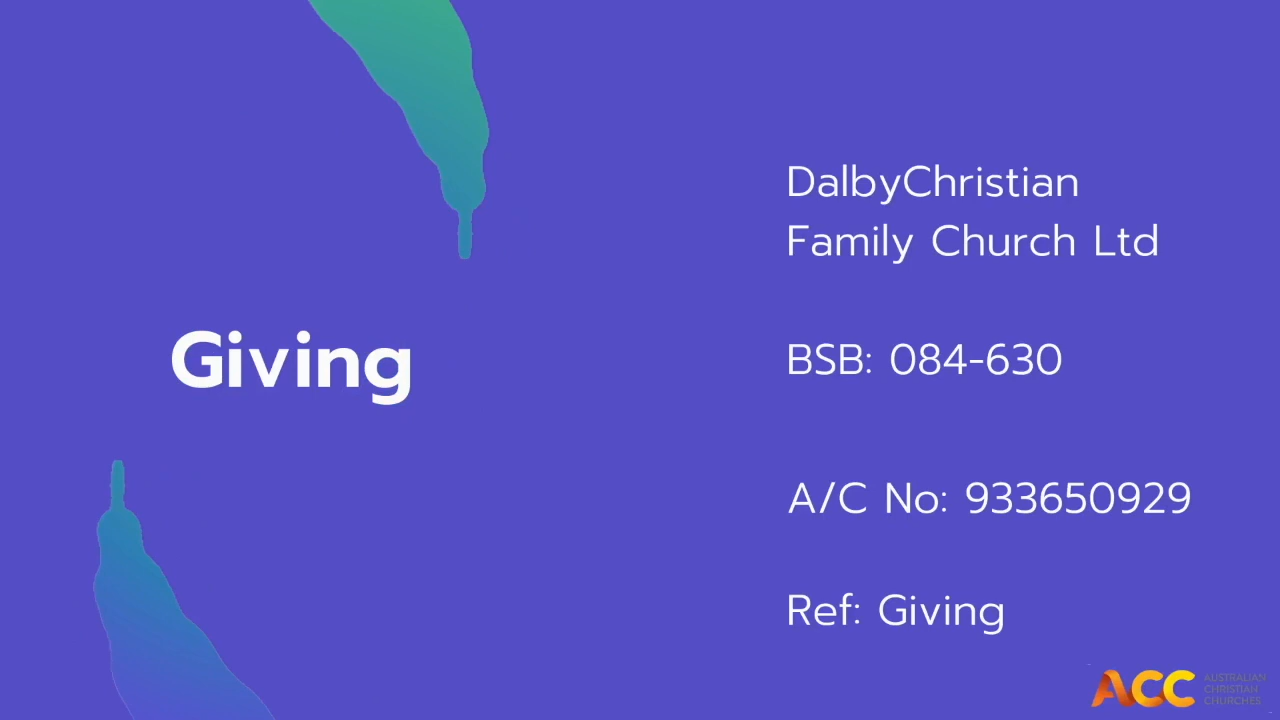 Giving
DalbyChristian
Family Church Ltd
BSB: 084-630
A/C No: 933650929
Ref: Giving
ACC
AUSTRALIAN
CHRISTIAN
CHURCHES